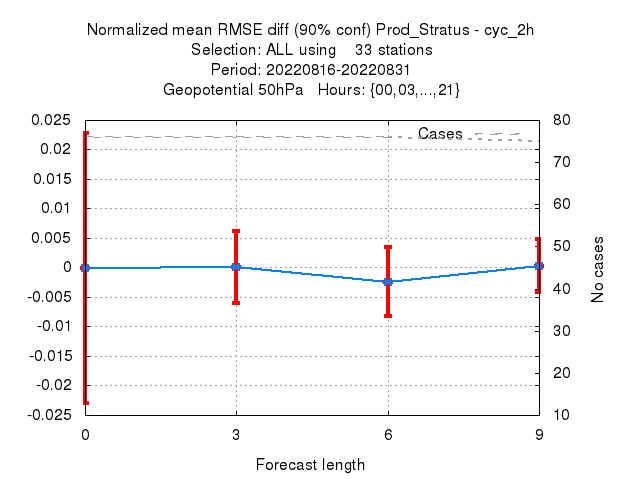 Normalized mean RMSE diff (90% conf) Prod_Stratus - cyc_2h
Selection: ALL using    33 stations
Period: 20220816-20220831
Geopotential 50hPa   Hours: {00,03,...,21}
0.025
0.02
0.015
0.01
0.005
0
-0.005
-0.01
-0.015
-0.02
-0.025
Cases
80
70
60
50
40
30
20
10
No cases
0 3 6 9
Forecast length